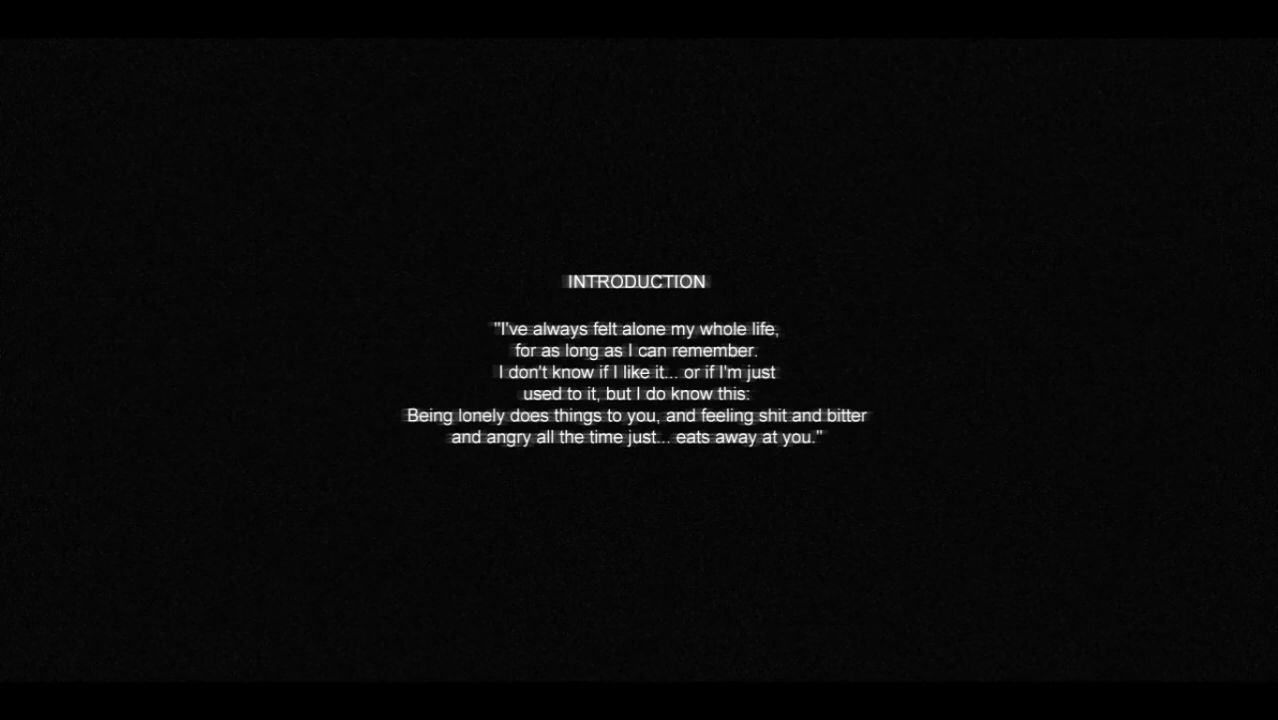 INTRODUCTION
"I've always felt alone my whole life,
for as long as I can remember.
I don't know if I like it... or if I'm just
used to it, but I do know this:
Being lonely does things to you, and feeling shit and bitter
and angry all the time just... eats away at you."